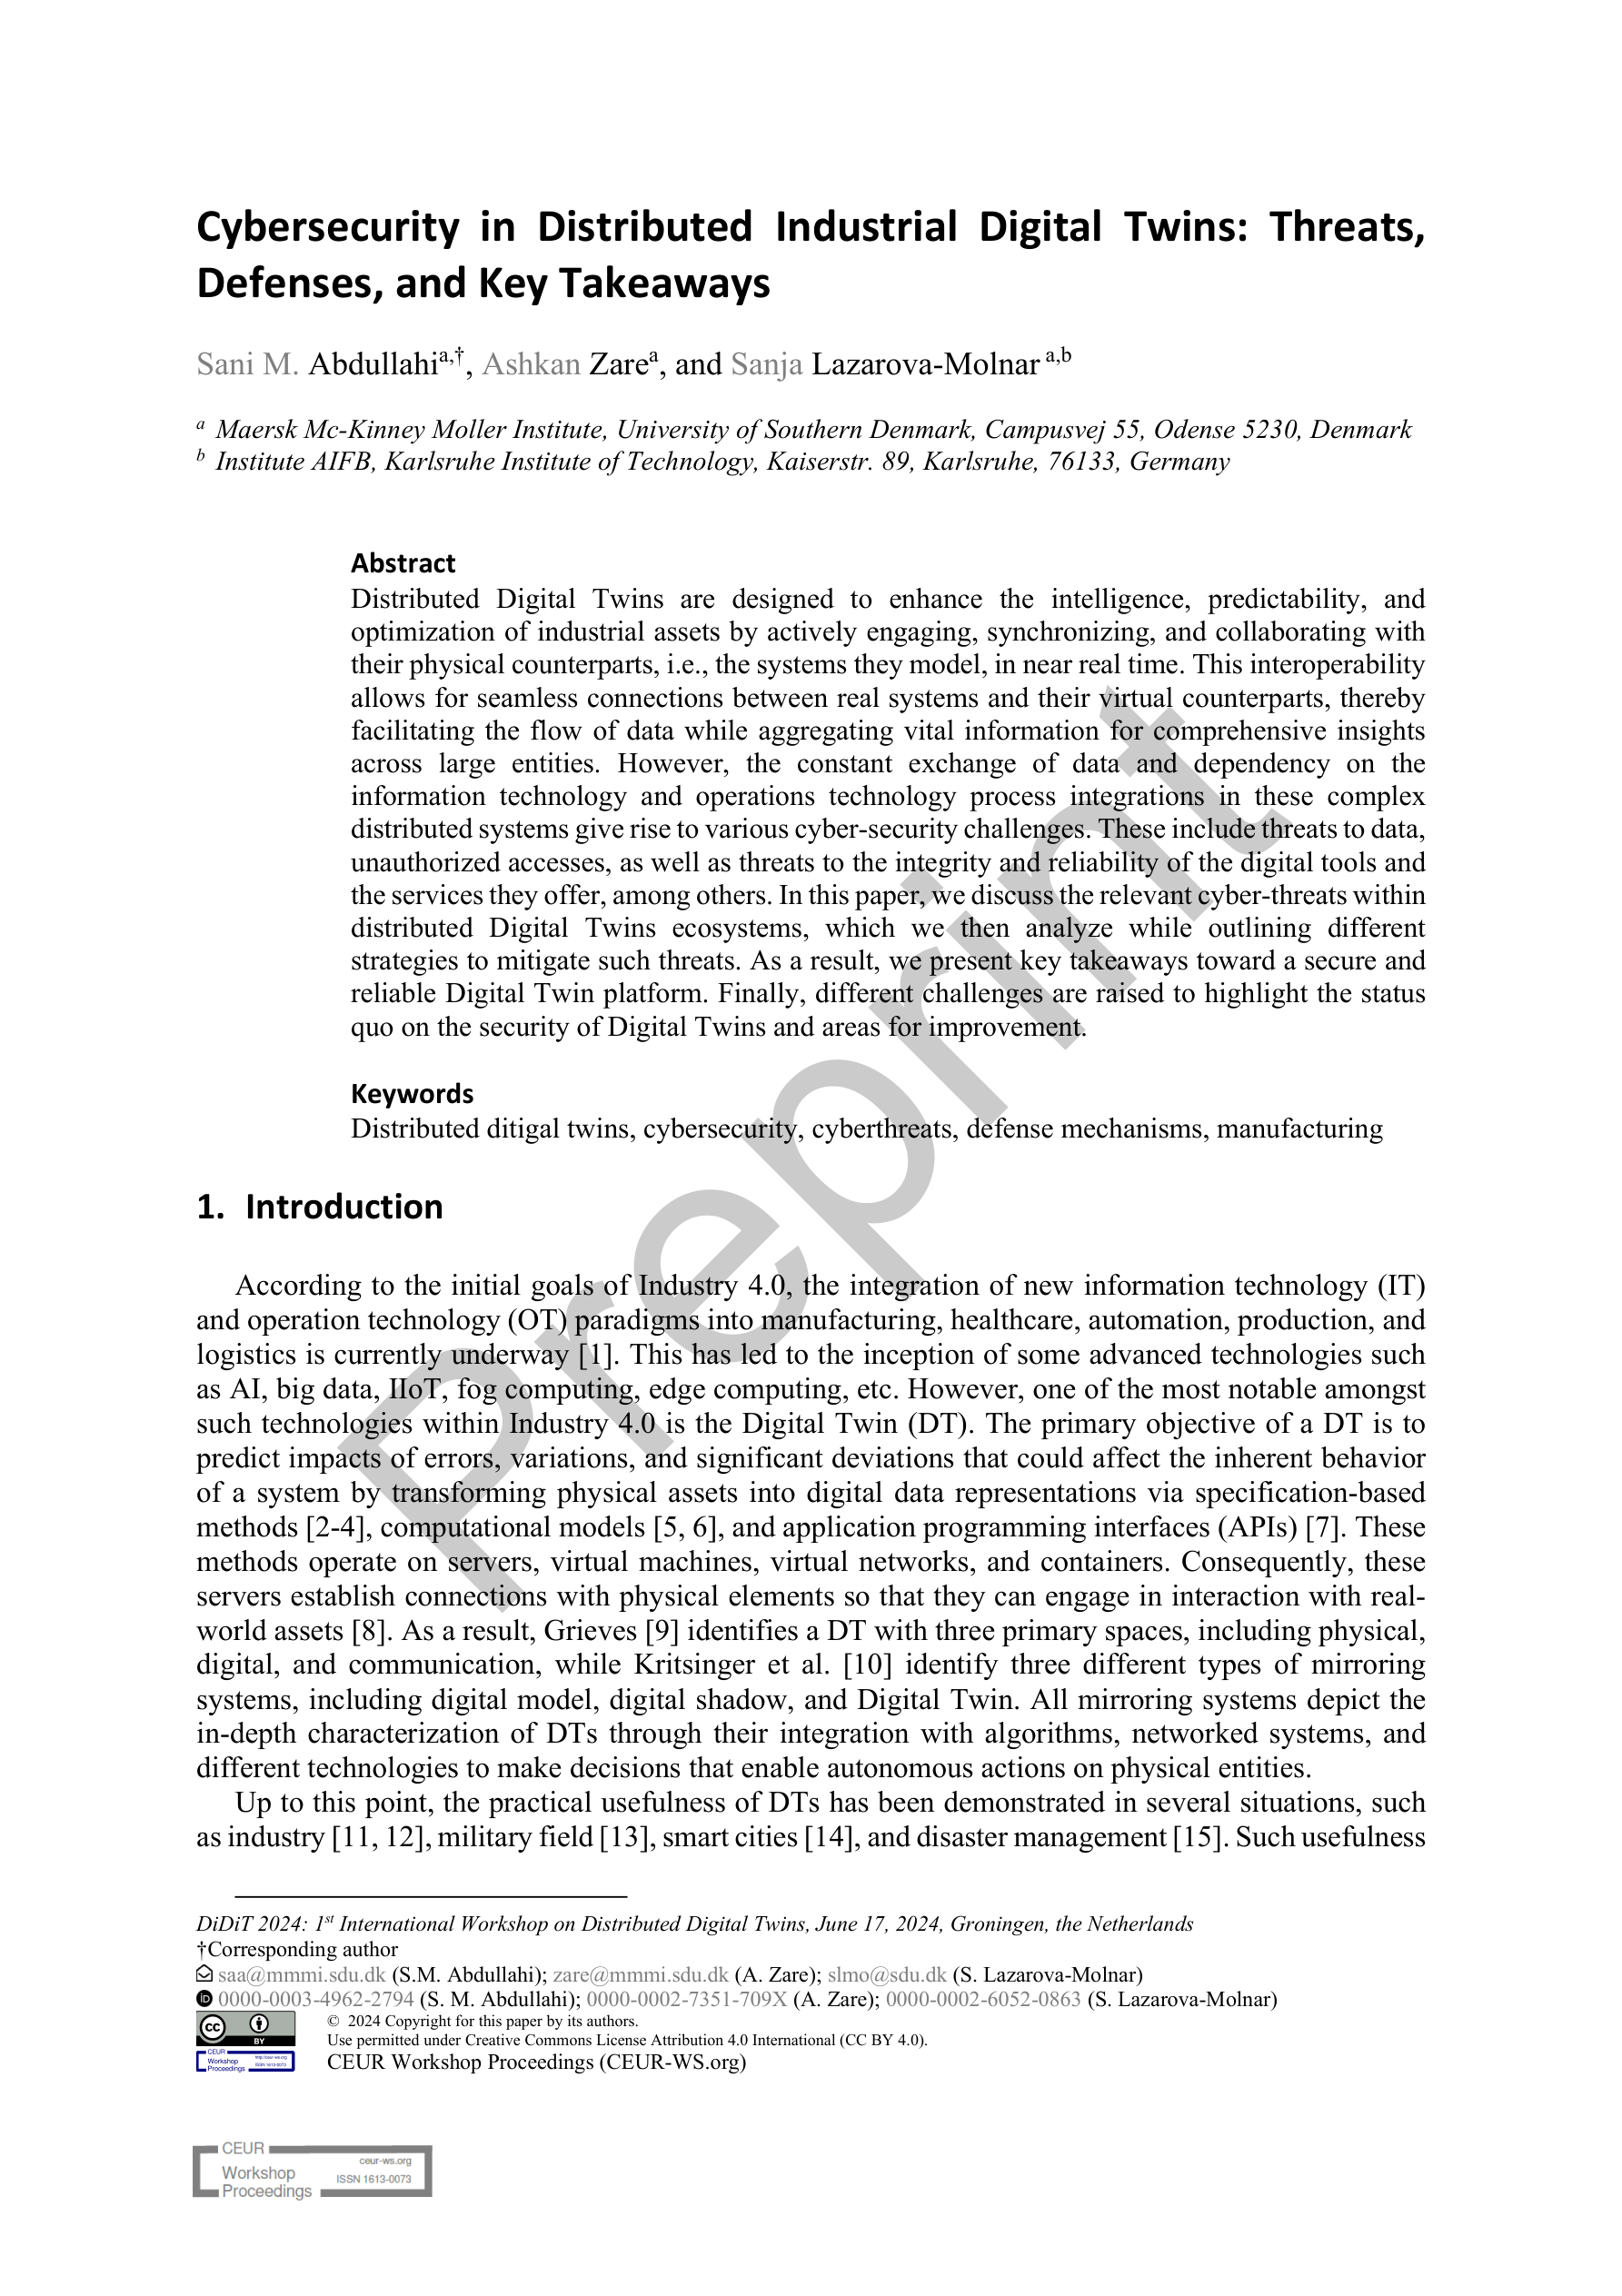 Cybersecurity in Distributed Industrial Digital Twins: Threats,
Defenses, and Key Takeaways
Sani M. Abdullahiᵃ,†, Ashkan Zareᵃ, and Sanja Lazarova-Molnar ᵃ,ᵇ
ᵃ Maersk Mc-Kinney Moller Institute, University of Southern Denmark, Campusvej 55, Odense 5230, Denmark
ᵇ Institute AIFB, Karlsruhe Institute of Technology, Kaiserstr. 89, Karlsruhe, 76133, Germany
Abstract
Distributed Digital Twins are designed to enhance the intelligence, predictability, and
optimization of industrial assets by actively engaging, synchronizing, and collaborating with
their physical counterparts, i.e., the systems they model, in near real time. This interoperability
allows for seamless connections between real systems and their virtual counterparts, thereby
facilitating the flow of data while aggregating vital information for comprehensive insights
across large entities. However, the constant exchange of data and dependency on the
information technology and operations technology process integrations in these complex
distributed systems give rise to various cyber-security challenges. These include threats to data,
unauthorized accesses, as well as threats to the integrity and reliability of the digital tools and
the services they offer, among others. In this paper, we discuss the relevant cyber-threats within
distributed Digital Twins ecosystems, which we then analyze while outlining different
strategies to mitigate such threats. As a result, we present key takeaways toward a secure and
reliable Digital Twin platform. Finally, different challenges are raised to highlight the status
quo on the security of Digital Twins and areas for improvement.
Keywords
Distributed ditigal twins, cybersecurity, cyberthreats, defense mechanisms, manufacturing
1. Introduction
According to the initial goals of Industry 4.0, the integration of new information technology (IT)
and operation technology (OT) paradigms into manufacturing, healthcare, automation, production, and
logistics is currently underway [1]. This has led to the inception of some advanced technologies such
as AI, big data, IIoT, fog computing, edge computing, etc. However, one of the most notable amongst
such technologies within Industry 4.0 is the Digital Twin (DT). The primary objective of a DT is to
predict impacts of errors, variations, and significant deviations that could affect the inherent behavior
of a system by transforming physical assets into digital data representations via specification-based
methods [2-4], computational models [5, 6], and application programming interfaces (APIs) [7]. These
methods operate on servers, virtual machines, virtual networks, and containers. Consequently, these
servers establish connections with physical elements so that they can engage in interaction with real-
world assets [8]. As a result, Grieves [9] identifies a DT with three primary spaces, including physical,
digital, and communication, while Kritsinger et al. [10] identify three different types of mirroring
systems, including digital model, digital shadow, and Digital Twin. All mirroring systems depict the
in-depth characterization of DTs through their integration with algorithms, networked systems, and
different technologies to make decisions that enable autonomous actions on physical entities.
Up to this point, the practical usefulness of DTs has been demonstrated in several situations, such
as industry [11, 12], military field [13], smart cities [14], and disaster management [15]. Such usefulness
DiDiT 2024: 1ˢᵗ International Workshop on Distributed Digital Twins, June 17, 2024, Groningen, the Netherlands
†Corresponding author
saa@mmmi.sdu.dk (S.M. Abdullahi); zare@mmmi.sdu.dk (A. Zare); slmo@sdu.dk (S. Lazarova-Molnar)
iD 0000-0003-4962-2794 (S. M. Abdullahi); 0000-0002-7351-709X (A. Zare); 0000-0002-6052-0863 (S. Lazarova-Molnar)
cc BY
© 2024 Copyright for this paper by its authors.
Use permitted under Creative Commons License Attribution 4.0 International (CC BY 4.0).
CEUR Workshop Proceedings http://ceur-ws.org ISSN 1613-0073
CEUR Workshop Proceedings (CEUR-WS.org)
CEUR
ceur-ws.org
Workshop
ISSN 1613-0073
Proceedings
Preprint